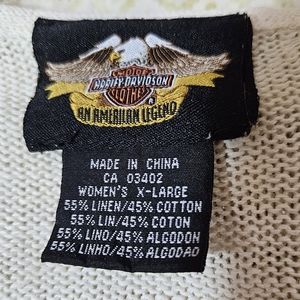 MOTOR
HARLEY-DAVIDSON
CLOTHES
®
AN AMERICAN LEGEND
MADE IN CHINA
CA 03402
WOMEN'S X-LARGE
55% LINEN/45% COTTON
55% LIN/45% COTON
55% LINO/45% ALGODON
55% LINHO/45% ALGODAO